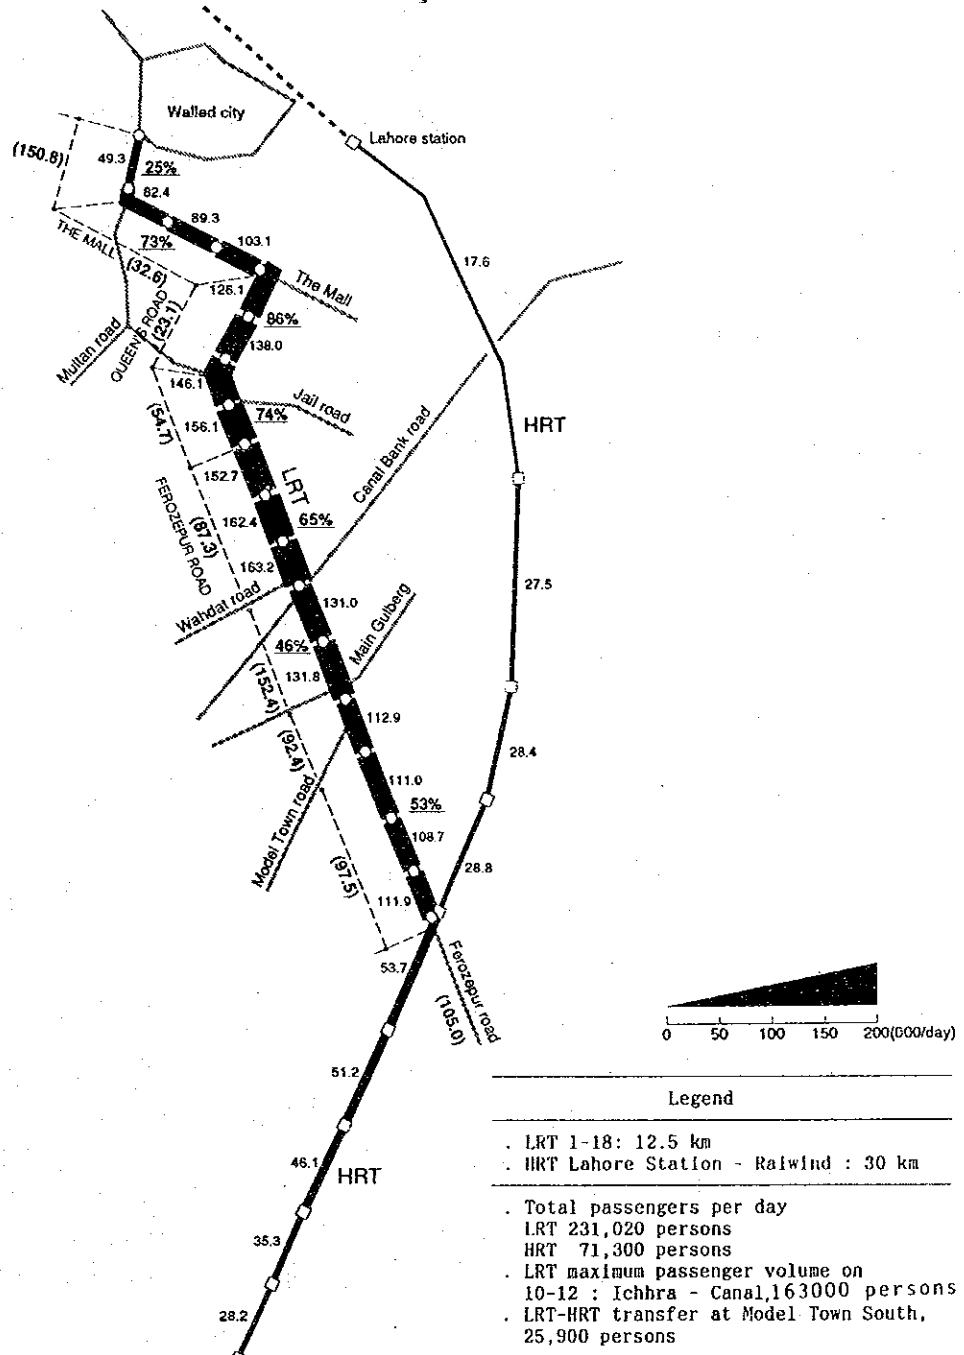 Walled city
Lahore station
(150.8)
49.3
25%
82.4
89.3
THE MALL
73%
103.1
(32.6)
17.6
126.1
The Mall
QUEEN'S ROAD
(23.1)
86%
Multan road
138.0
146.1
Jail road
(54.7)
156.1
74%
HRT
Canal Bank road
152.7
LRT
FEROZEPUR ROAD
(87.3)
162.4
65%
163.2
27.5
Wahdat road
131.0
Main Gulberg
46%
(152.4)
131.8
112.9
(92.4)
28.4
111.0
Model Town road
53%
108.7
(97.5)
28.8
111.9
53.7
Ferozepur road
(105.0)
0 50 100 150 200(000/day)
51.2
Legend
. LRT 1-18: 12.5 km
. HRT Lahore Station - Raiwind : 30 km
46.1
HRT
. Total passengers per day
LRT 231,020 persons
HRT 71,300 persons
35.3
. LRT maximum passenger volume on
10-12 : Ichhra - Canal,163000 persons
. LRT-HRT transfer at Model Town South,
25,900 persons
28.2